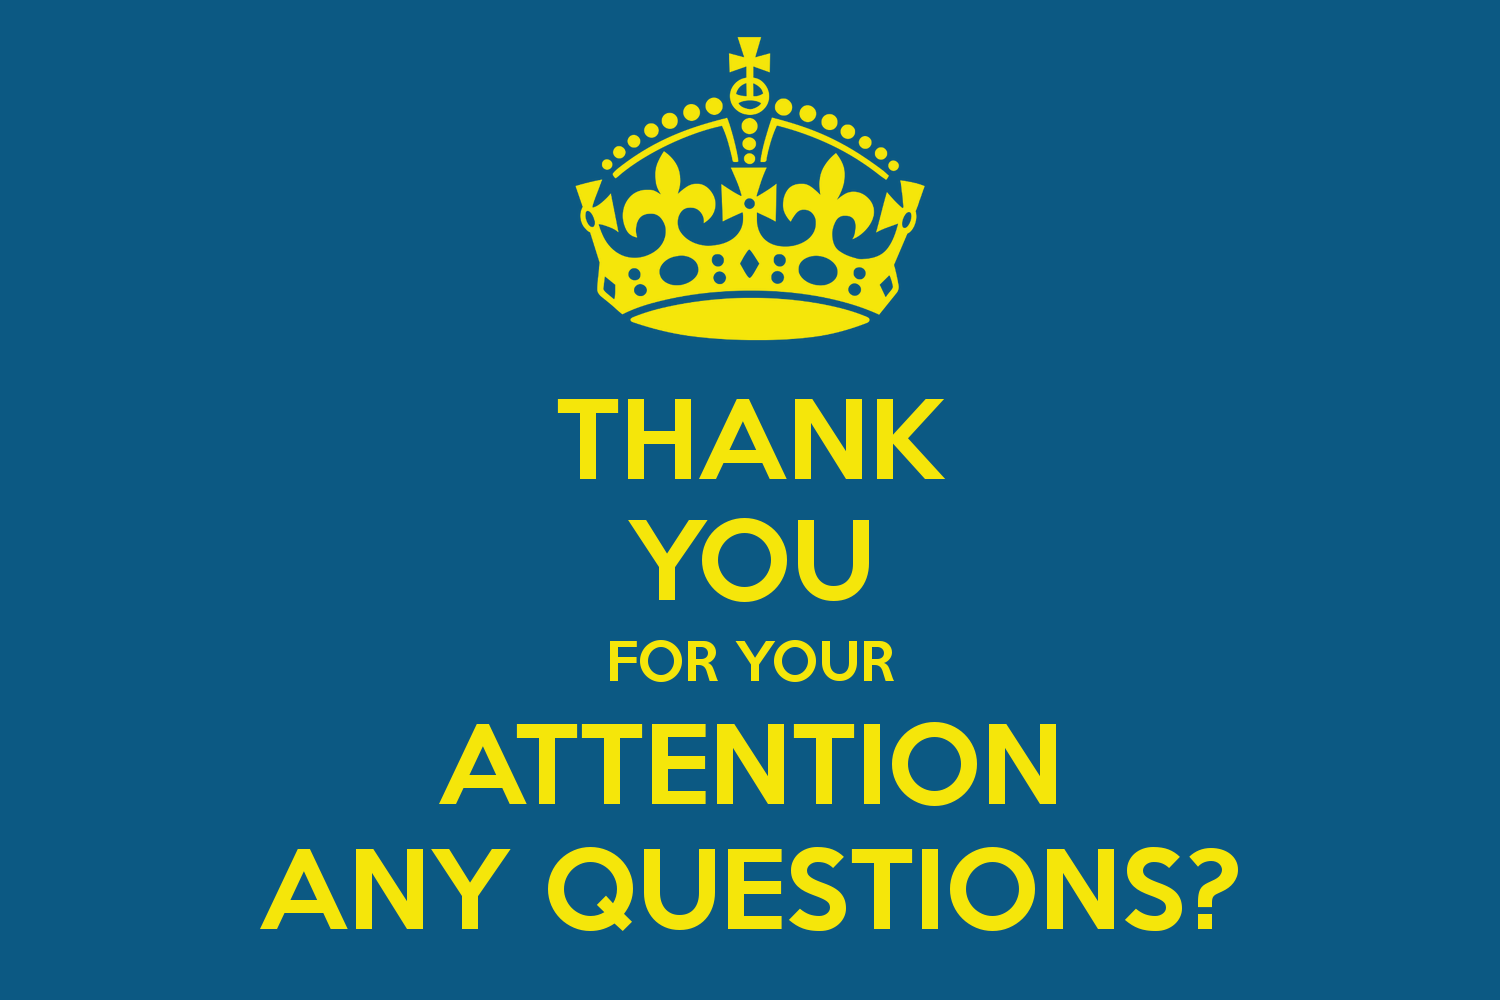 THANK
YOU
FOR YOUR
ATTENTION
ANY QUESTIONS?